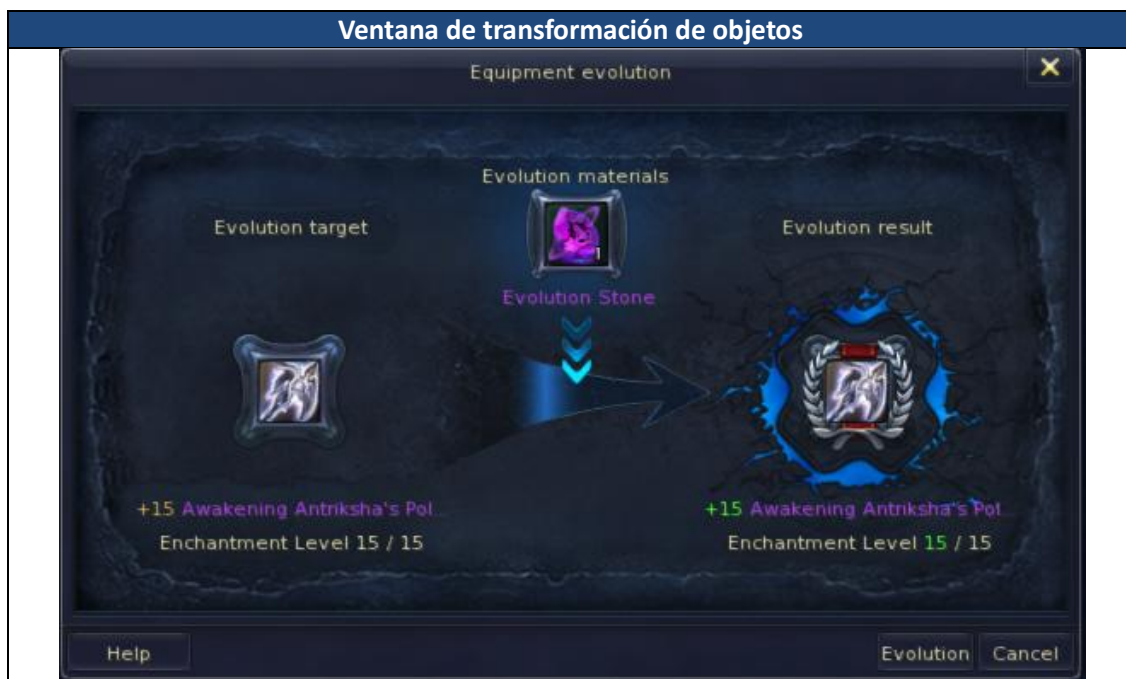 Ventana de transformación de objetos
Equipment evolution
Evolution materials
Evolution target
Evolution result
1
Evolution Stone
+15 Awakening Antriksha's Pol...
+15 Awakening Antriksha's Pol...
Enchantment Level 15 / 15
Enchantment Level 15 / 15
Help
Evolution
Cancel